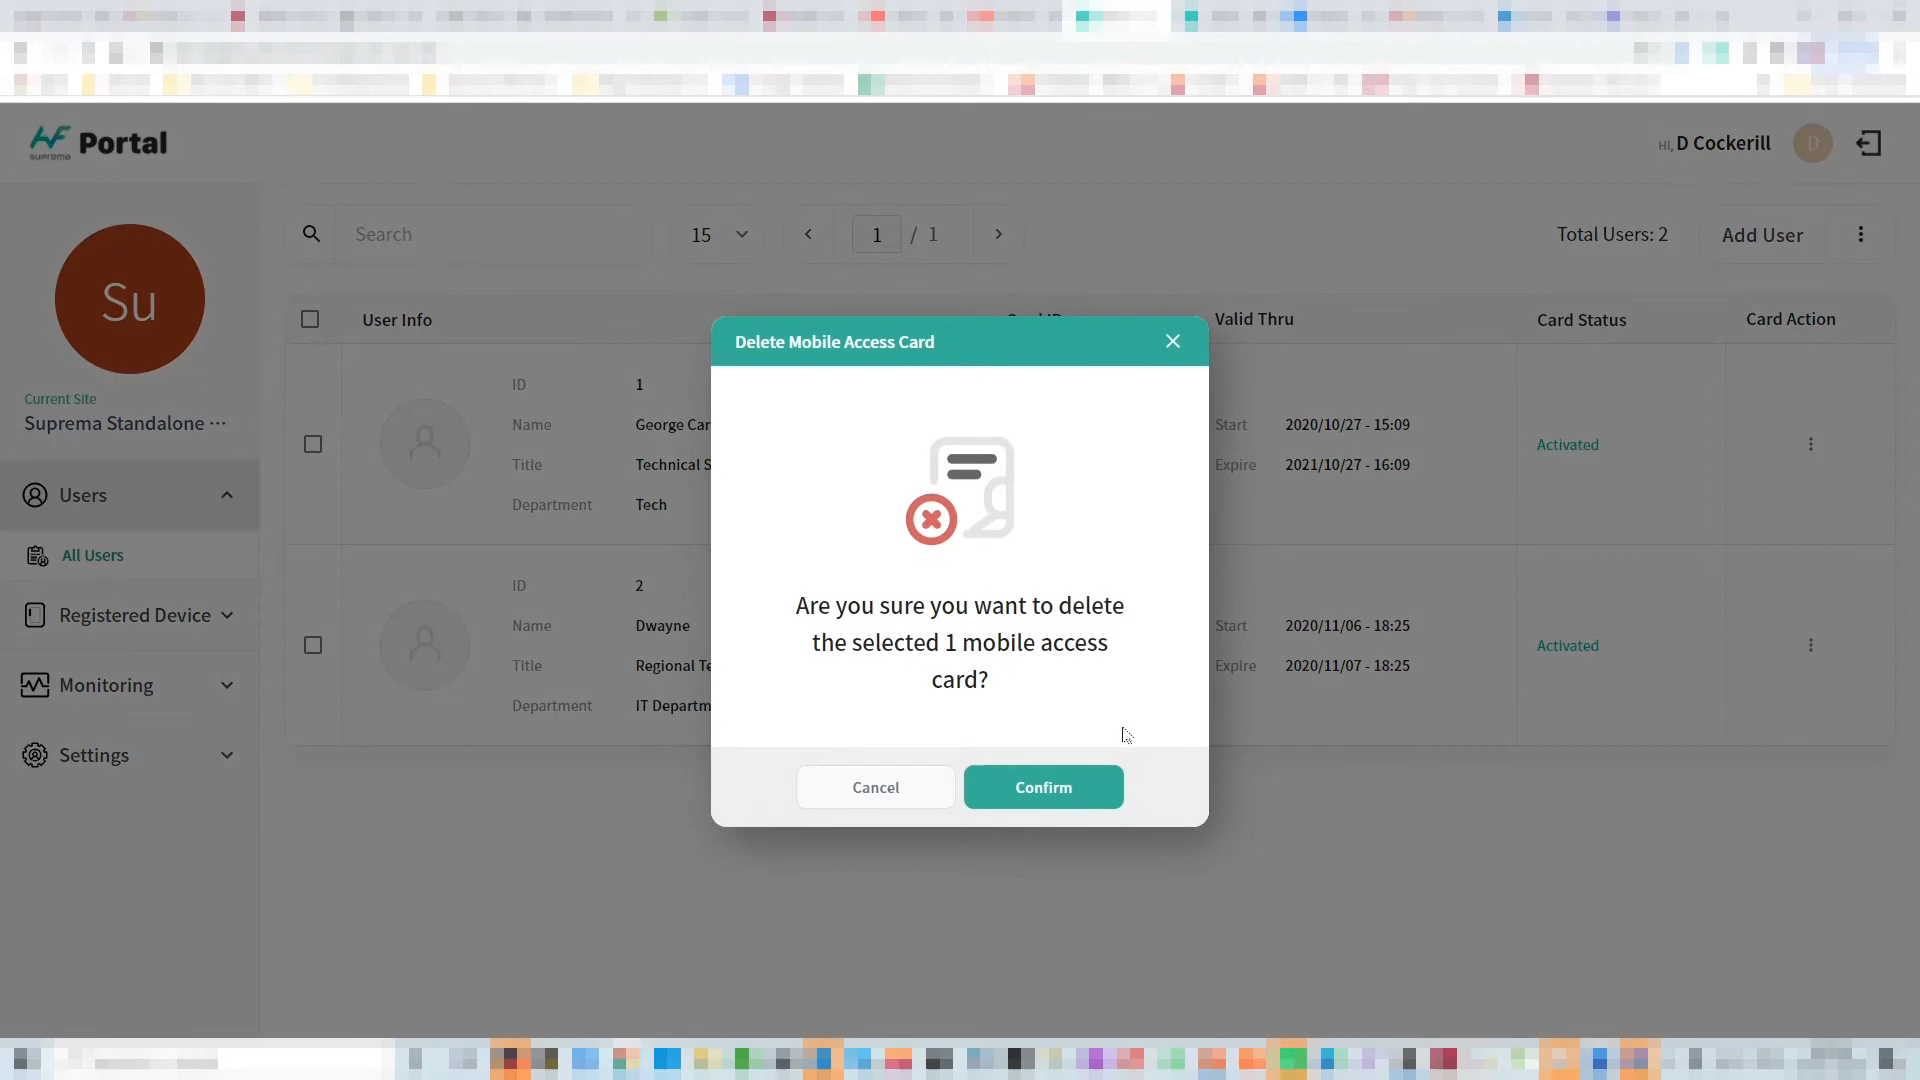 suprema Portal
Hi, D Cockerill D
Su
Current Site
Suprema Standalone ···
Users
All Users
Registered Device
Monitoring
Settings
Search
15
1 / 1
Total Users: 2
Add User
User Info
Valid Thru
Card Status
Card Action
ID 1
Name George Car
Title Technical S
Department Tech
Start 2020/10/27 - 15:09
Expire 2021/10/27 - 16:09
Activated
ID 2
Name Dwayne
Title Regional Te
Department IT Departm
Start 2020/11/06 - 18:25
Expire 2020/11/07 - 18:25
Activated
Delete Mobile Access Card
Are you sure you want to delete
the selected 1 mobile access
card?
Cancel
Confirm